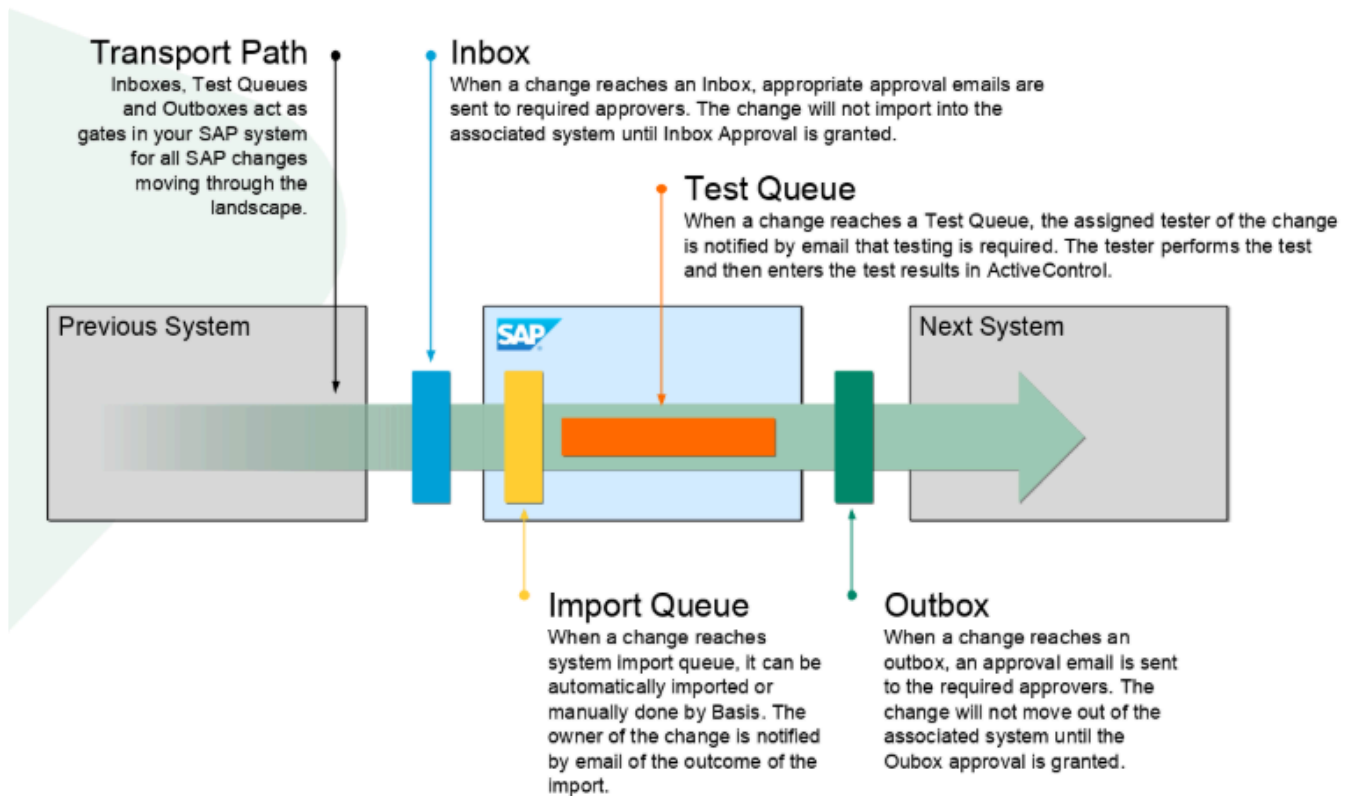 Transport Path
Inboxes, Test Queues
and Outboxes act as
gates in your SAP system
for all SAP changes
moving through the
landscape.
Inbox
When a change reaches an Inbox, appropriate approval emails are
sent to required approvers. The change will not import into the
associated system until Inbox Approval is granted.
Test Queue
When a change reaches a Test Queue, the assigned tester of the change
is notified by email that testing is required. The tester performs the test
and then enters the test results in ActiveControl.
Previous System
SAP
Next System
Import Queue
When a change reaches
system import queue, it can be
automatically imported or
manually done by Basis. The
owner of the change is notified
by email of the outcome of the
import.
Outbox
When a change reaches an
outbox, an approval email is sent
to the required approvers. The
change will not move out of the
associated system until the
Oubox approval is granted.